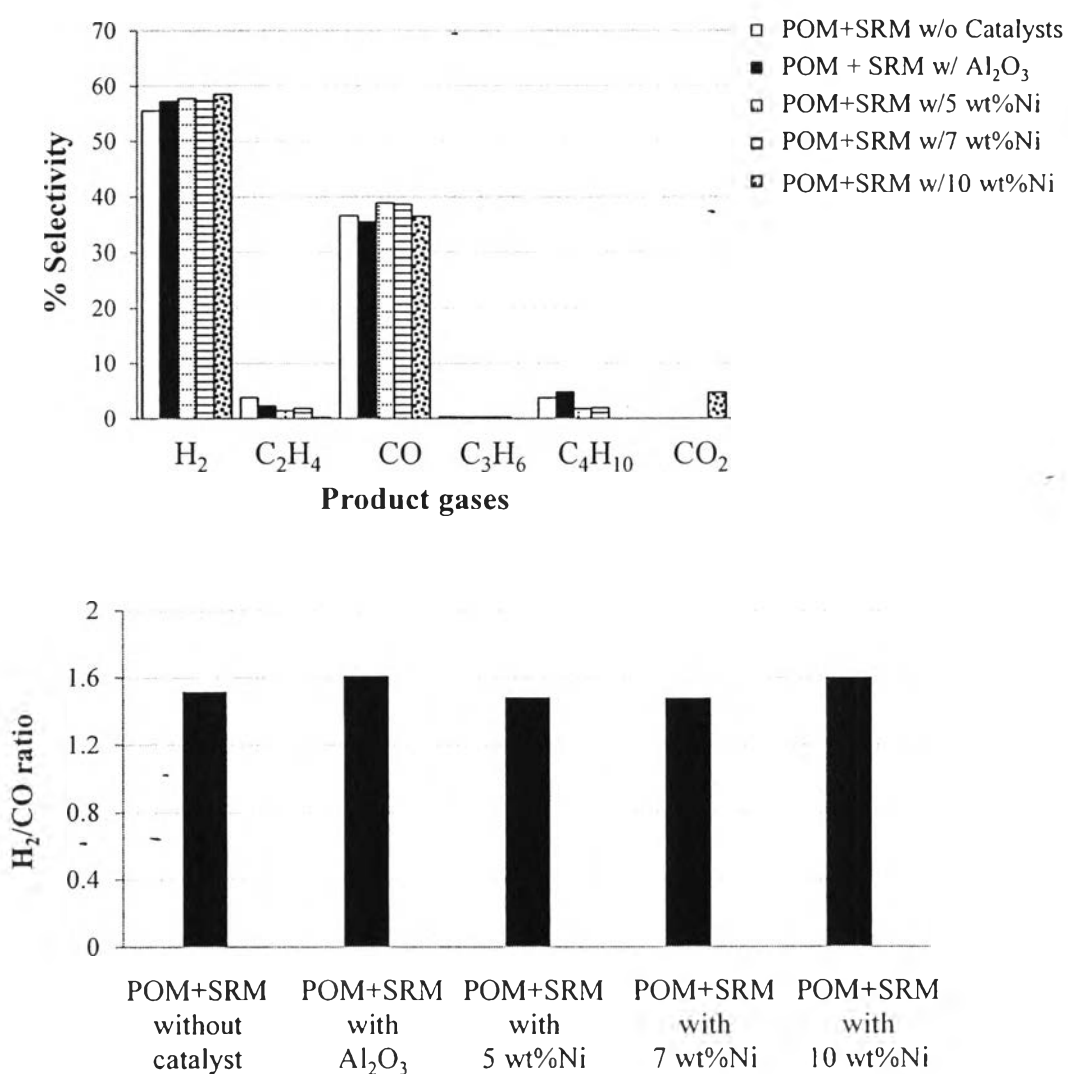 70
60
50
40
30
20
10
0
% Selectivity
H₂ C₂H₄ CO C₃H₆ C₄H₁₀ CO₂
Product gases
POM+SRM w/o Catalysts
POM + SRM w/ Al₂O₃
POM+SRM w/5 wt%Ni
POM+SRM w/7 wt%Ni
POM+SRM w/10 wt%Ni
2
1.6
1.2
0.8
0.4
0
H₂/CO ratio
POM+SRM without catalyst
POM+SRM with Al₂O₃
POM+SRM with 5 wt%Ni
POM+SRM with 7 wt%Ni
POM+SRM with 10 wt%Ni